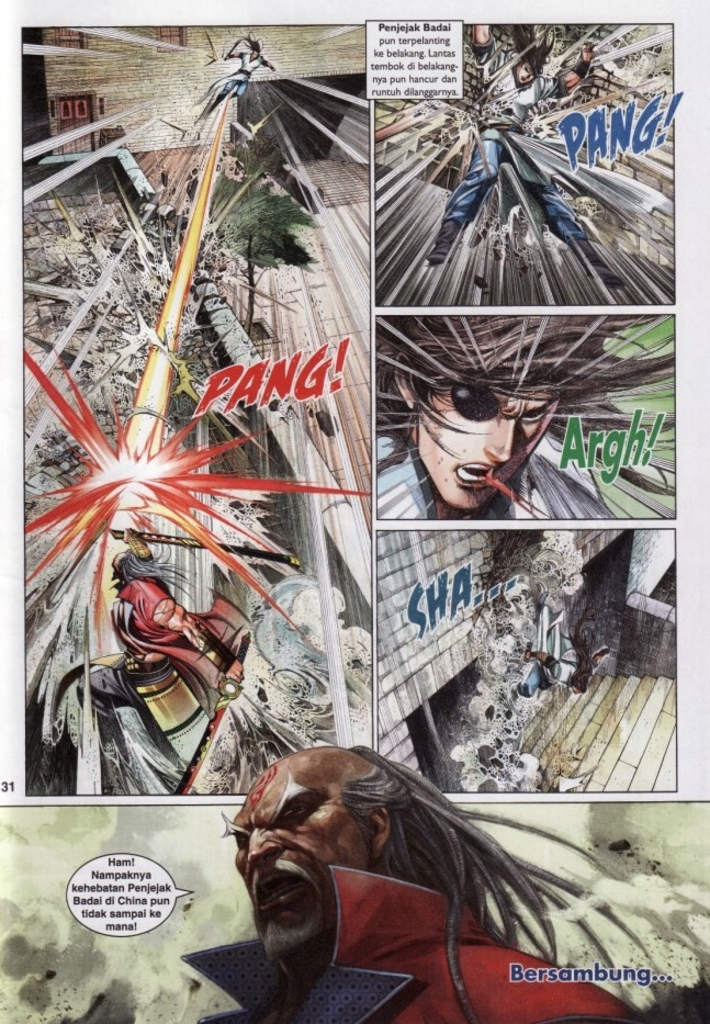 Penjejak Badai
pun terpelanting
ke belakang. Lantas
tembok di belakang-
nya pun hancur dan
runtuh dilanggarnya.
PANG!
PANG!
Argh!
SHA...
31
Ham!
Nampaknya
kehebatan Penjejak
Badai di China pun
tidak sampai ke
mana!
Bersambung...